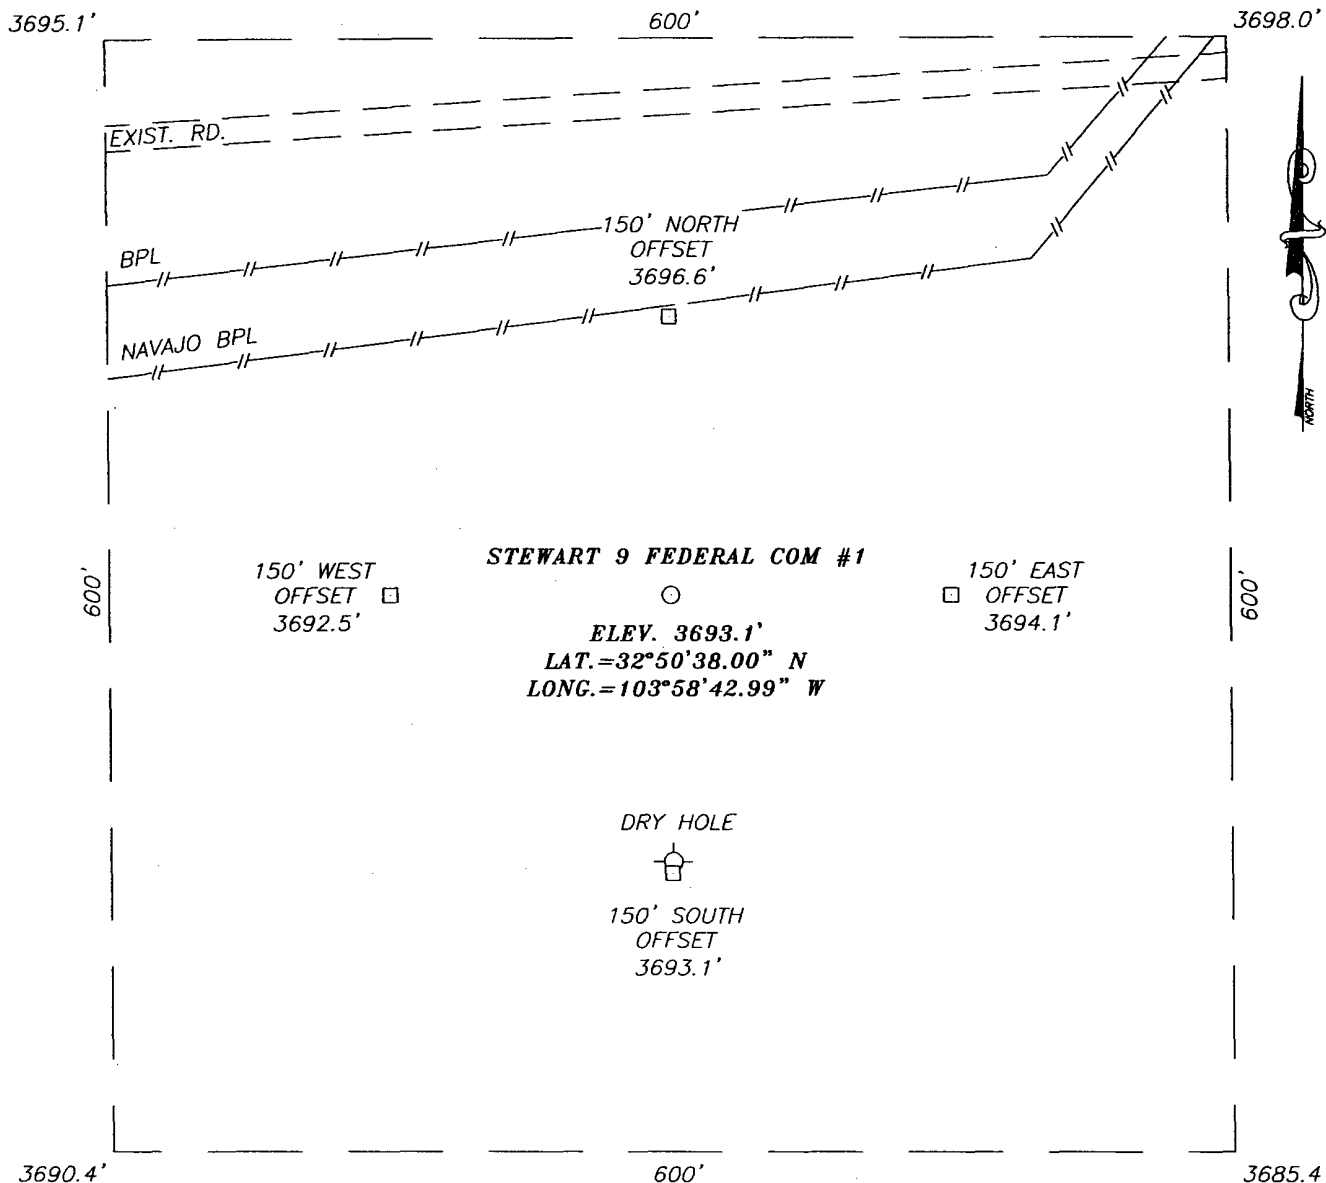 3695.1'
600'
3698.0'
EXIST. RD.
NORTH
BPL
150' NORTH
OFFSET
3696.6'
NAVAJO BPL
600'
150' WEST
OFFSET
3692.5'
STEWART 9 FEDERAL COM #1
ELEV. 3693.1'
LAT.=32°50'38.00" N
LONG.=103°58'42.99" W
150' EAST
OFFSET
3694.1'
600'
DRY HOLE
150' SOUTH
OFFSET
3693.1'
3690.4'
600'
3685.4